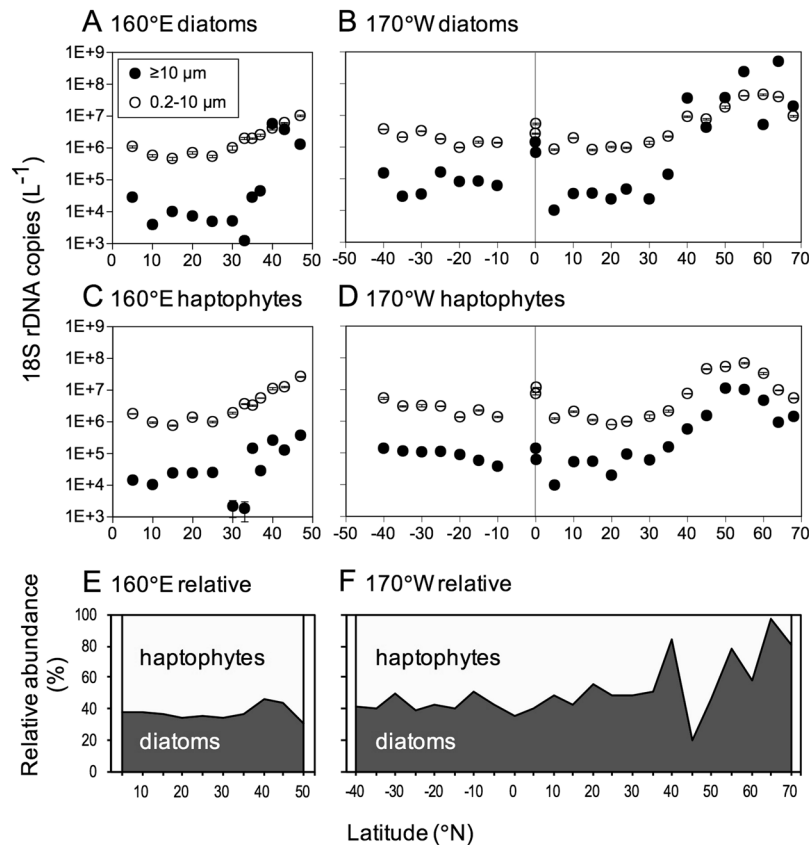 A 160°E diatoms
B 170°W diatoms
1E+9
1E+8
1E+7
1E+6
1E+5
1E+4
1E+3
≥10 µm
0.2-10 µm
0 10 20 30 40 50
-50 -40 -30 -20 -10 0 10 20 30 40 50 60 70
18S rDNA copies (L⁻¹)
C 160°E haptophytes
D 170°W haptophytes
1E+9
1E+8
1E+7
1E+6
1E+5
1E+4
1E+3
0 10 20 30 40 50
-50 -40 -30 -20 -10 0 10 20 30 40 50 60 70
E 160°E relative
F 170°W relative
Relative abundance
(%)
100
80
60
40
20
0
haptophytes
diatoms
haptophytes
diatoms
10 20 30 40 50
-40 -30 -20 -10 0 10 20 30 40 50 60 70
Latitude (°N)